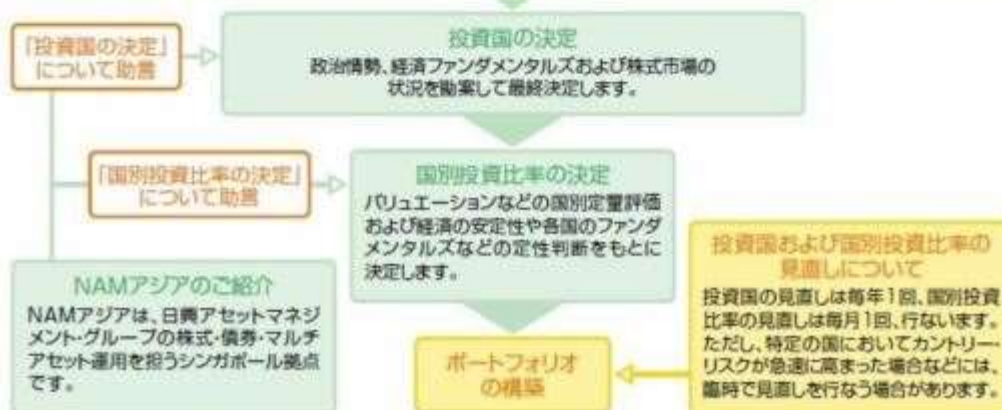 「投資国の決定」
について助言
投資国の決定
政治情勢、経済ファンダメンタルズおよび株式市場の
状況を勘案して最終決定します。
「国別投資比率の決定」
について助言
国別投資比率の決定
バリュエーションなどの国別定量評価
および経済の安定性や各国のファンダ
メンタルズなどの定性判断をもとに
決定します。
NAMアジアのご紹介
NAMアジアは、日興アセットマネジ
メント・グループの株式・債券・マルチ
アセット運用を担うシンガポール拠点
です。
ポートフォリオ
の構築
投資国および国別投資比率の
見直しについて
投資国の見直しは毎年1回、国別投資
比率の見直しは毎月1回、行ないます。
ただし、特定の国においてカントリー・
リスクが急速に高まった場合などには、
臨時で見直しを行なう場合があります。